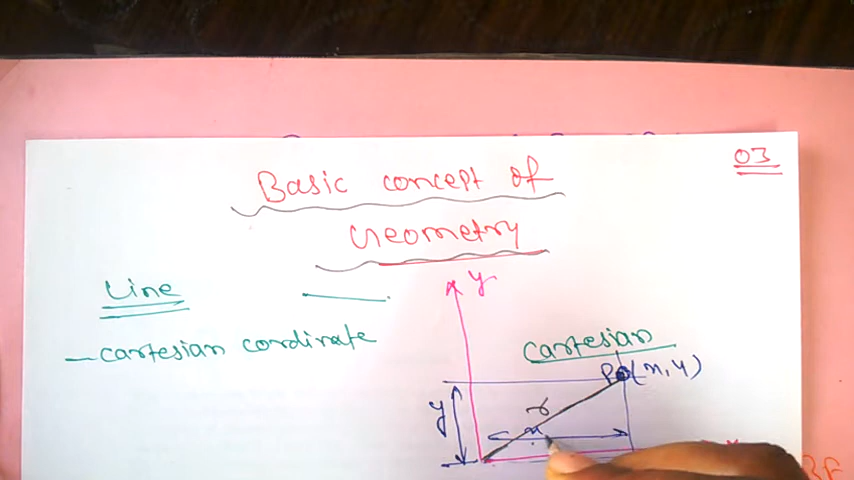 03
Basic concept of
Geometry
Line
y
- cartesian cordinate
cartesian
P (x, y)
y
r
x